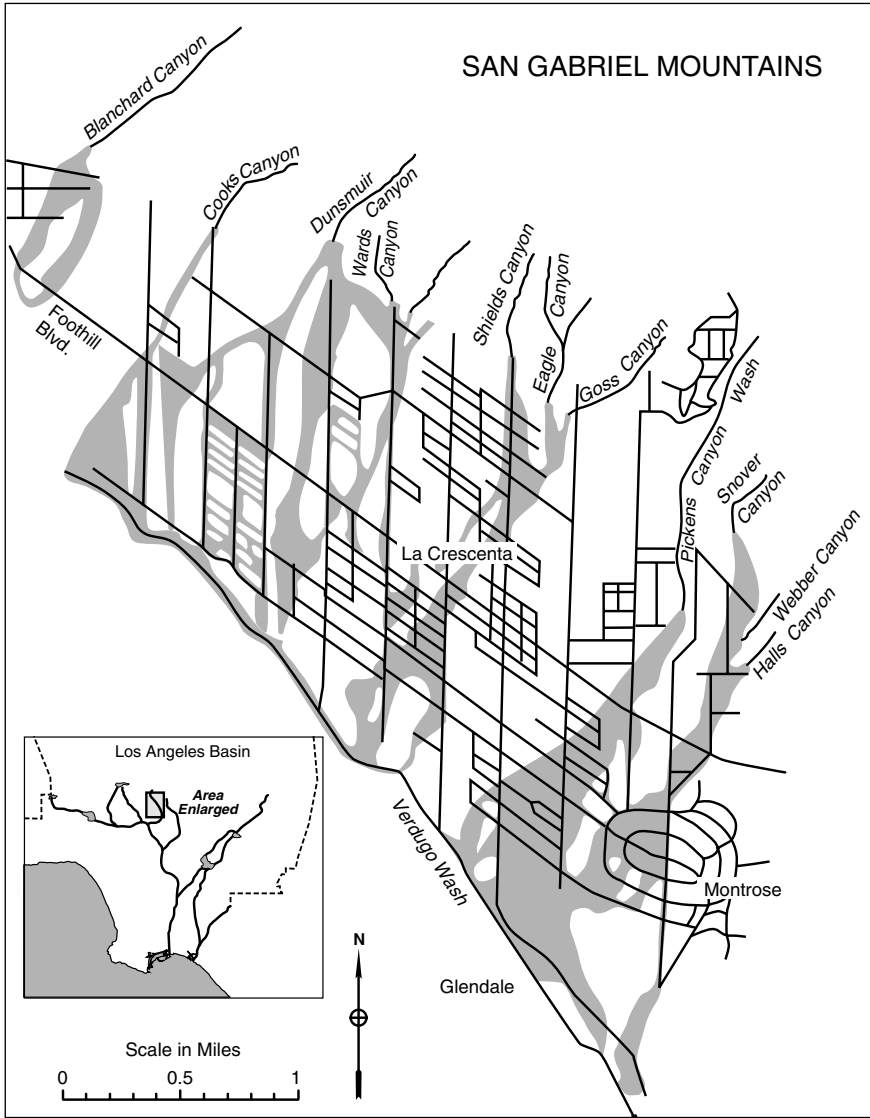 SAN GABRIEL MOUNTAINS
Blanchard Canyon
Cooks Canyon
Dunsmuir
Canyon
Wards
Canyon
Shields Canyon
Eagle
Canyon
Goss Canyon
Pickens Canyon Wash
Snover
Canyon
Webber Canyon
Halls Canyon
Foothill
Blvd.
La Crescenta
Verdugo Wash
Montrose
Glendale
Los Angeles Basin
Area
Enlarged
N
Scale in Miles
0 0.5 1